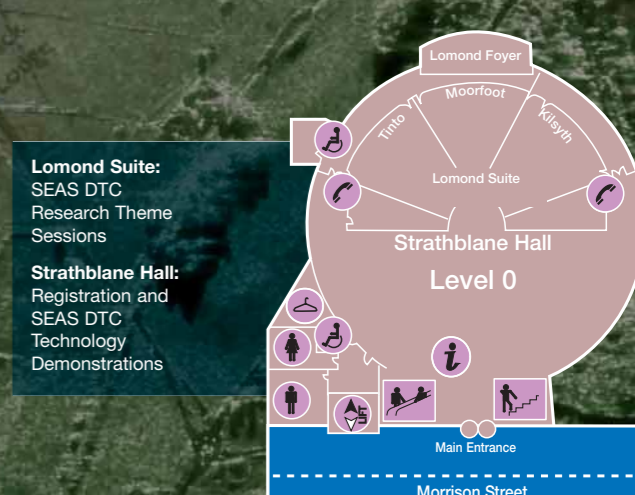 Lomond Foyer
Moorfoot
Tinto
Kilsyth
Lomond Suite
Strathblane Hall
Level 0
Lomond Suite:
SEAS DTC
Research Theme
Sessions
Strathblane Hall:
Registration and
SEAS DTC
Technology
Demonstrations
i
Lift
Main Entrance
Morrison Street